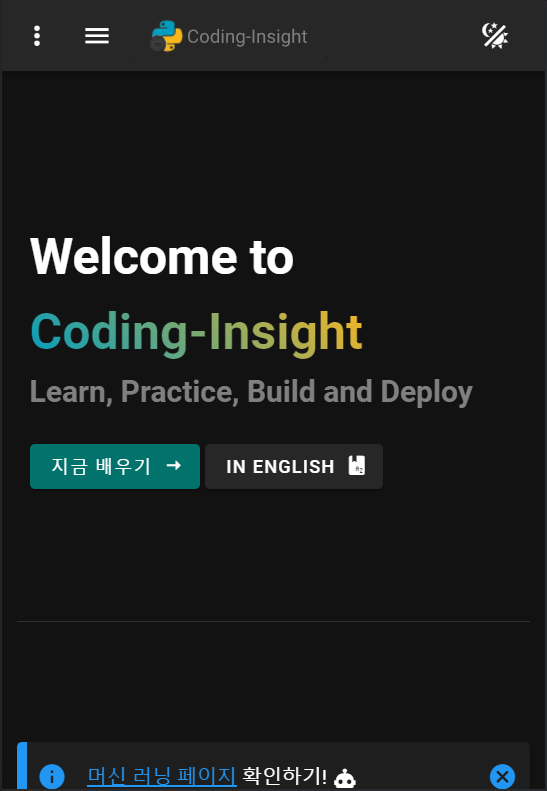 Coding-Insight
Welcome to
Coding-Insight
Learn, Practice, Build and Deploy
지금 배우기
IN ENGLISH
머신 러닝 페이지 확인하기!